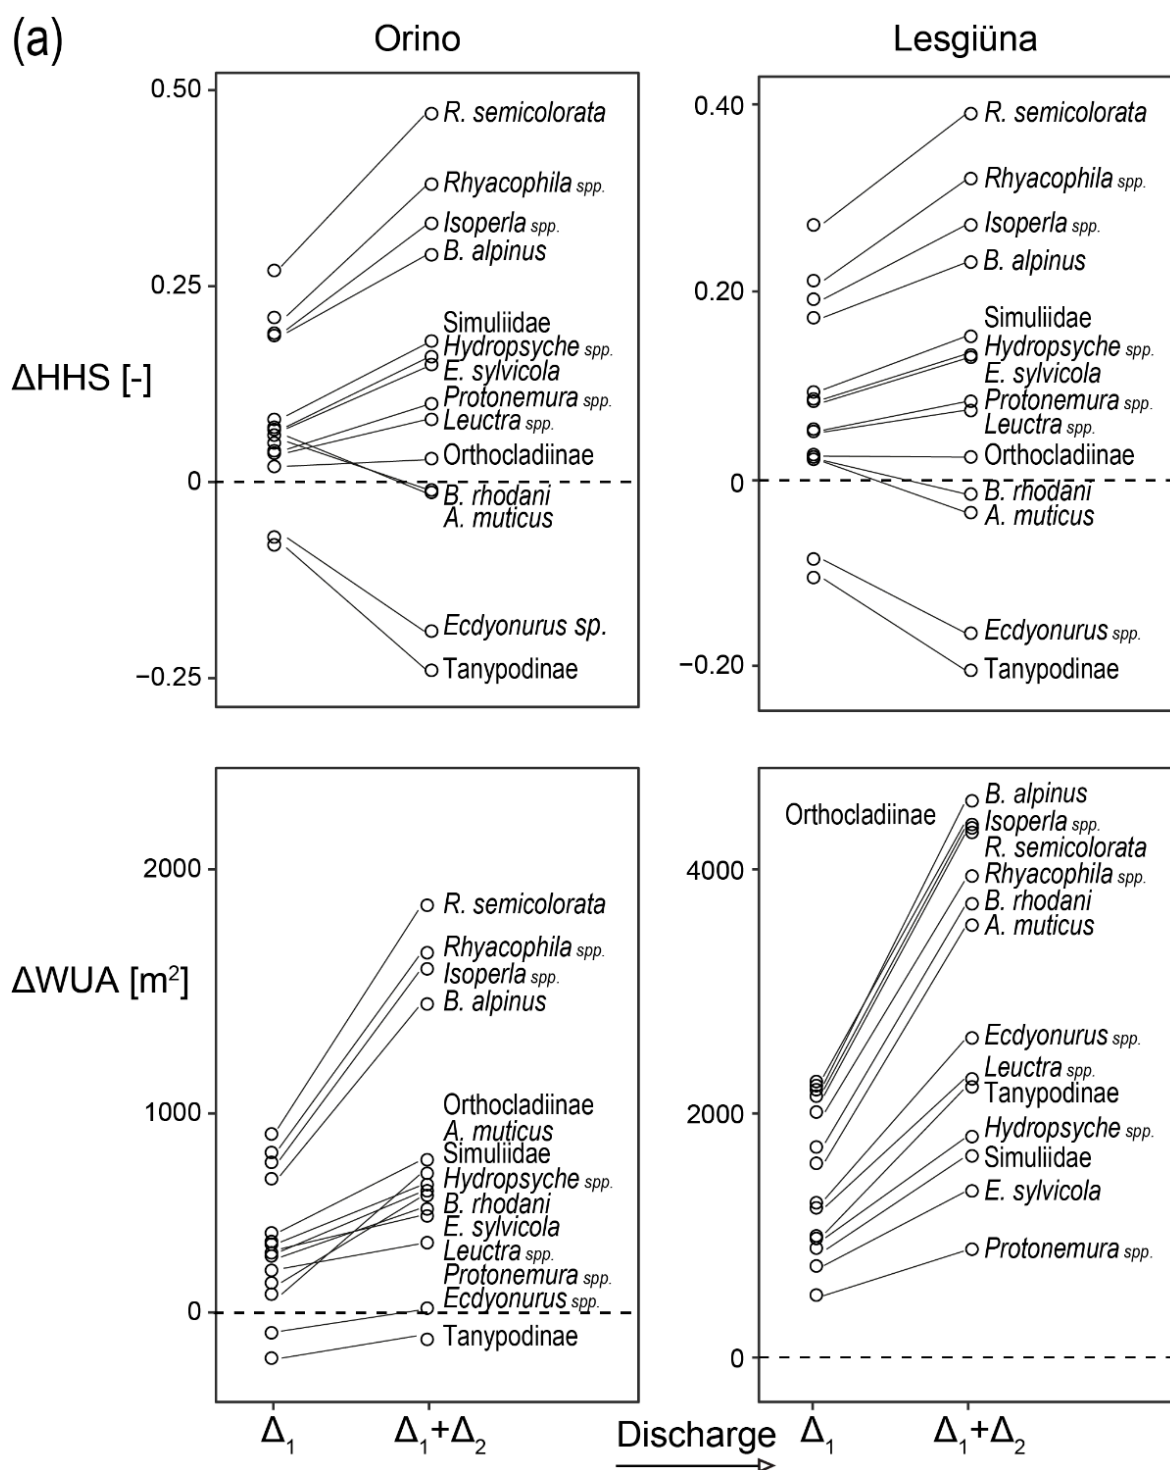 (a)
Orino
Lesgiüna
ΔHHS [-]
0.50
0.25
0
−0.25
R. semicolorata
Rhyacophila spp.
Isoperla spp.
B. alpinus
Simuliidae
Hydropsyche spp.
E. sylvicola
Protonemura spp.
Leuctra spp.
Orthocladiinae
B. rhodani
A. muticus
Ecdyonurus sp.
Tanypodinae
0.40
0.20
0
−0.20
R. semicolorata
Rhyacophila spp.
Isoperla spp.
B. alpinus
Simuliidae
Hydropsyche spp.
E. sylvicola
Protonemura spp.
Leuctra spp.
Orthocladiinae
B. rhodani
A. muticus
Ecdyonurus spp.
Tanypodinae
ΔWUA [m²]
2000
1000
0
R. semicolorata
Rhyacophila spp.
Isoperla spp.
B. alpinus
Orthocladiinae
A. muticus
Simuliidae
Hydropsyche spp.
B. rhodani
E. sylvicola
Leuctra spp.
Protonemura spp.
Ecdyonurus spp.
Tanypodinae
4000
2000
0
Orthocladiinae
B. alpinus
Isoperla spp.
R. semicolorata
Rhyacophila spp.
B. rhodani
A. muticus
Ecdyonurus spp.
Leuctra spp.
Tanypodinae
Hydropsyche spp.
Simuliidae
E. sylvicola
Protonemura spp.
Δ₁
Δ₁+Δ₂
Discharge
Δ₁
Δ₁+Δ₂